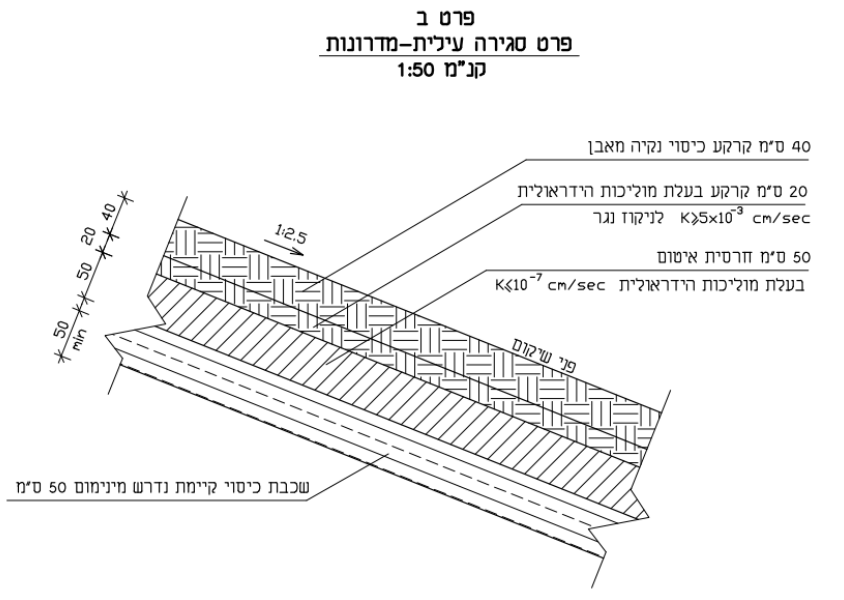 פרט ב
פרט סגירה עילית-מדרונות
קנ"מ 1:50
40 ס"מ קרקע כיסוי נקיה מאבן
20 ס"מ קרקע בעלת מוליכות הידראולית
K⩾5x10⁻³ cm/sec לניקוז נגר
50 ס"מ חרסית איטום
בעלת מוליכות הידראולית K⩽10⁻⁷ cm/sec
1:2.5
40
20
50
50
min
פני שיקום
שכבת כיסוי קיימת נדרש מינימום 50 ס"מ